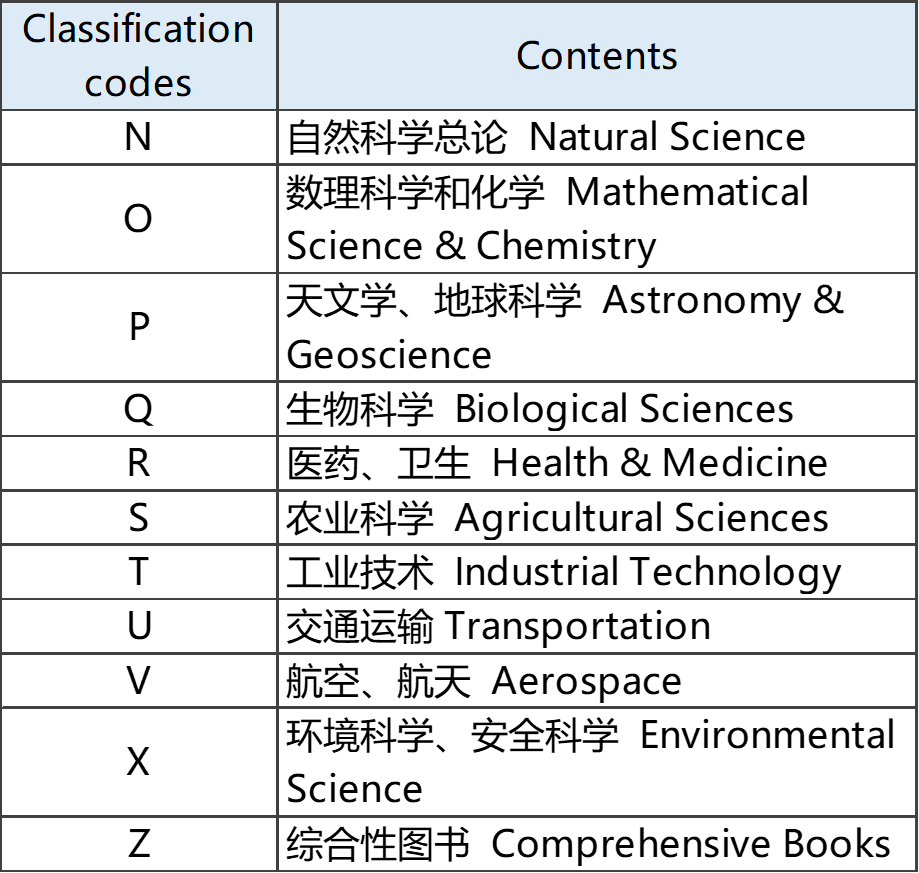 Classification
codes
Contents
N
自然科学总论 Natural Science
O
数理科学和化学 Mathematical
Science & Chemistry
P
天文学、地球科学 Astronomy &
Geoscience
Q
生物科学 Biological Sciences
R
医药、卫生 Health & Medicine
S
农业科学 Agricultural Sciences
T
工业技术 Industrial Technology
U
交通运输 Transportation
V
航空、航天 Aerospace
X
环境科学、安全科学 Environmental
Science
Z
综合性图书 Comprehensive Books